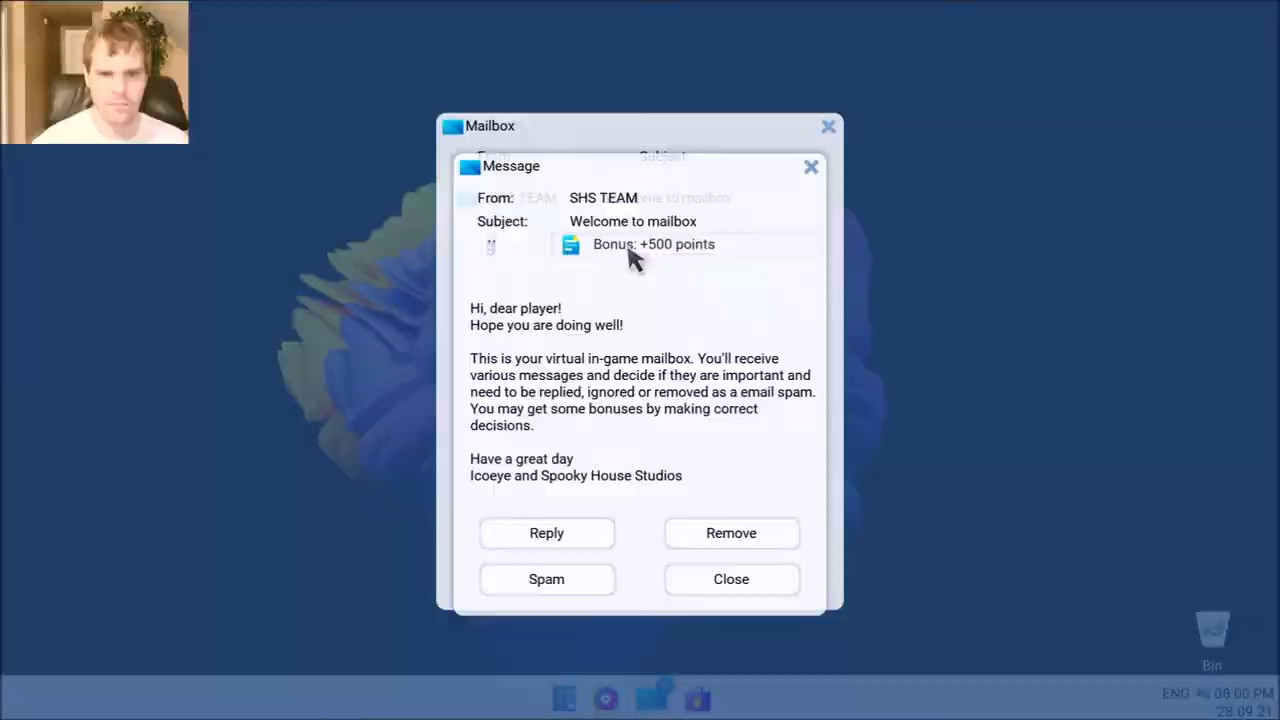 Mailbox
From: Subject:
Message
From: SHS TEAM
Subject: Welcome to mailbox
Bonus: +500 points
Hi, dear player!
Hope you are doing well!
This is your virtual in-game mailbox. You'll receive
various messages and decide if they are important and
need to be replied, ignored or removed as a email spam.
You may get some bonuses by making correct
decisions.
Have a great day
Icoeye and Spooky House Studios
Reply Remove
Spam Close
Bin
ENG 08:00 PM
28.09.21